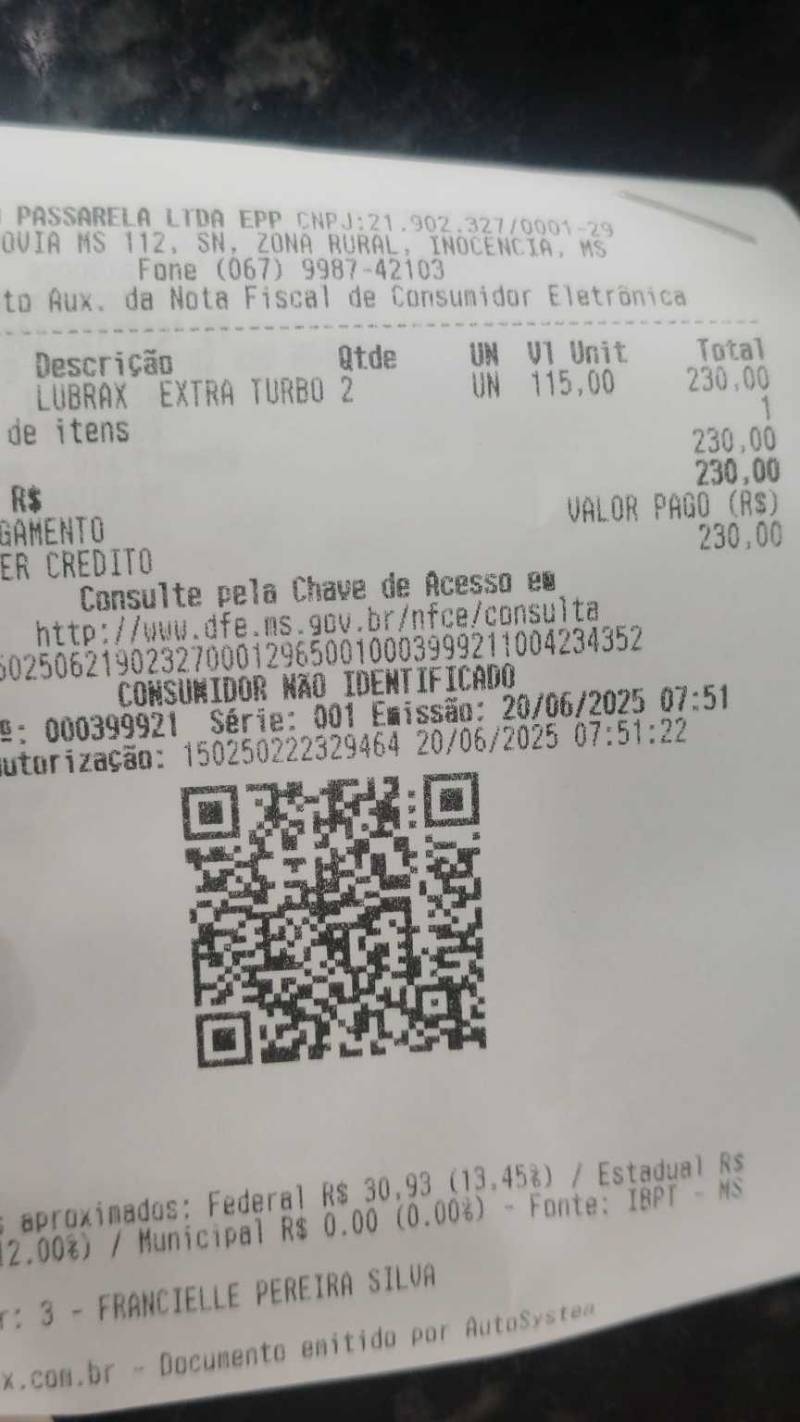 PASSARELA LTDA EPP CNPJ:21.902.327/0001-29
OVIA MS 112, SN, ZONA RURAL, INOCENCIA, MS
Fone (067) 9987-42103
to Aux. da Nota Fiscal de Consumidor Eletrônica
Descrição Qtde UN Vl Unit Total
LUBRAX EXTRA TURBO 2 UN 115,00 230,00
de itens 1
230,00
R$ 230,00
GAMENTO VALOR PAGO (R$)
ER CREDITO 230,00
Consulte pela Chave de Acesso em
http://www.dfe.ms.gov.br/nfce/consulta
50250621902327000129650010003999211004234352
CONSUMIDOR NÃO IDENTIFICADO
º: 000399921 Série: 001 Emissão: 20/06/2025 07:51
utorização: 150250222329464 20/06/2025 07:51:22
s aproximados: Federal R$ 30,93 (13,45%) / Estadual R$
12.00%) / Municipal R$ 0.00 (0.00%) - Fonte: IBPT - MS
r: 3 - FRANCIELLE PEREIRA SILVA
x.com.br - Documento emitido por AutoSystem